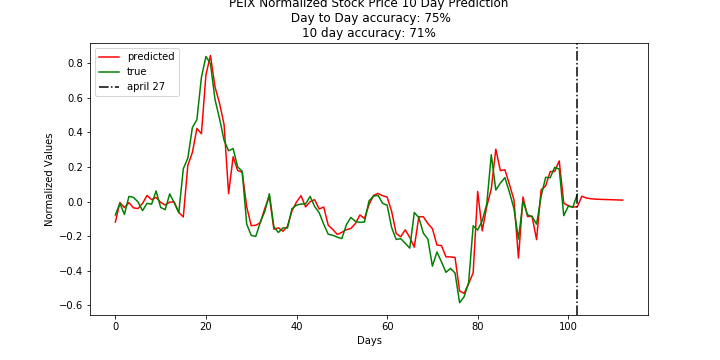 PEIX Normalized Stock Price 10 Day Prediction
Day to Day accuracy: 75%
10 day accuracy: 71%
predicted
true
april 27
Normalized Values
0.8
0.6
0.4
0.2
0.0
−0.2
−0.4
−0.6
0 20 40 60 80 100
Days